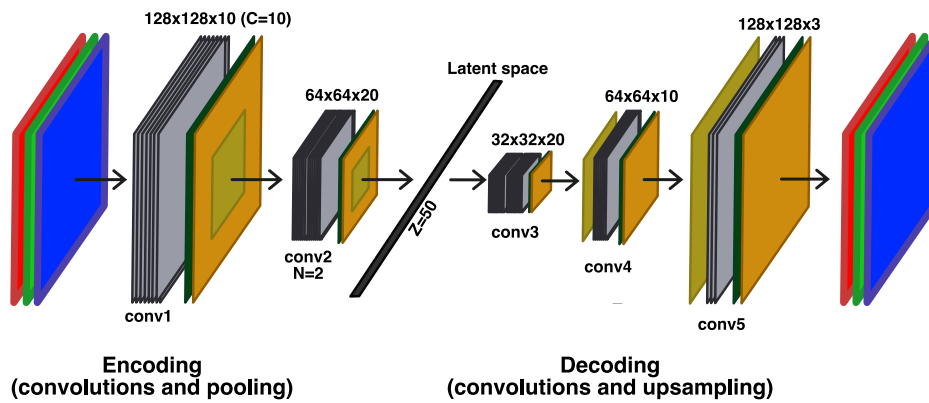 128x128x10 (C=10)
128x128x3
Latent space
64x64x20
64x64x10
32x32x20
Z=50
conv3
conv2
N=2
conv4
conv1
conv5
Encoding
(convolutions and pooling)
Decoding
(convolutions and upsampling)